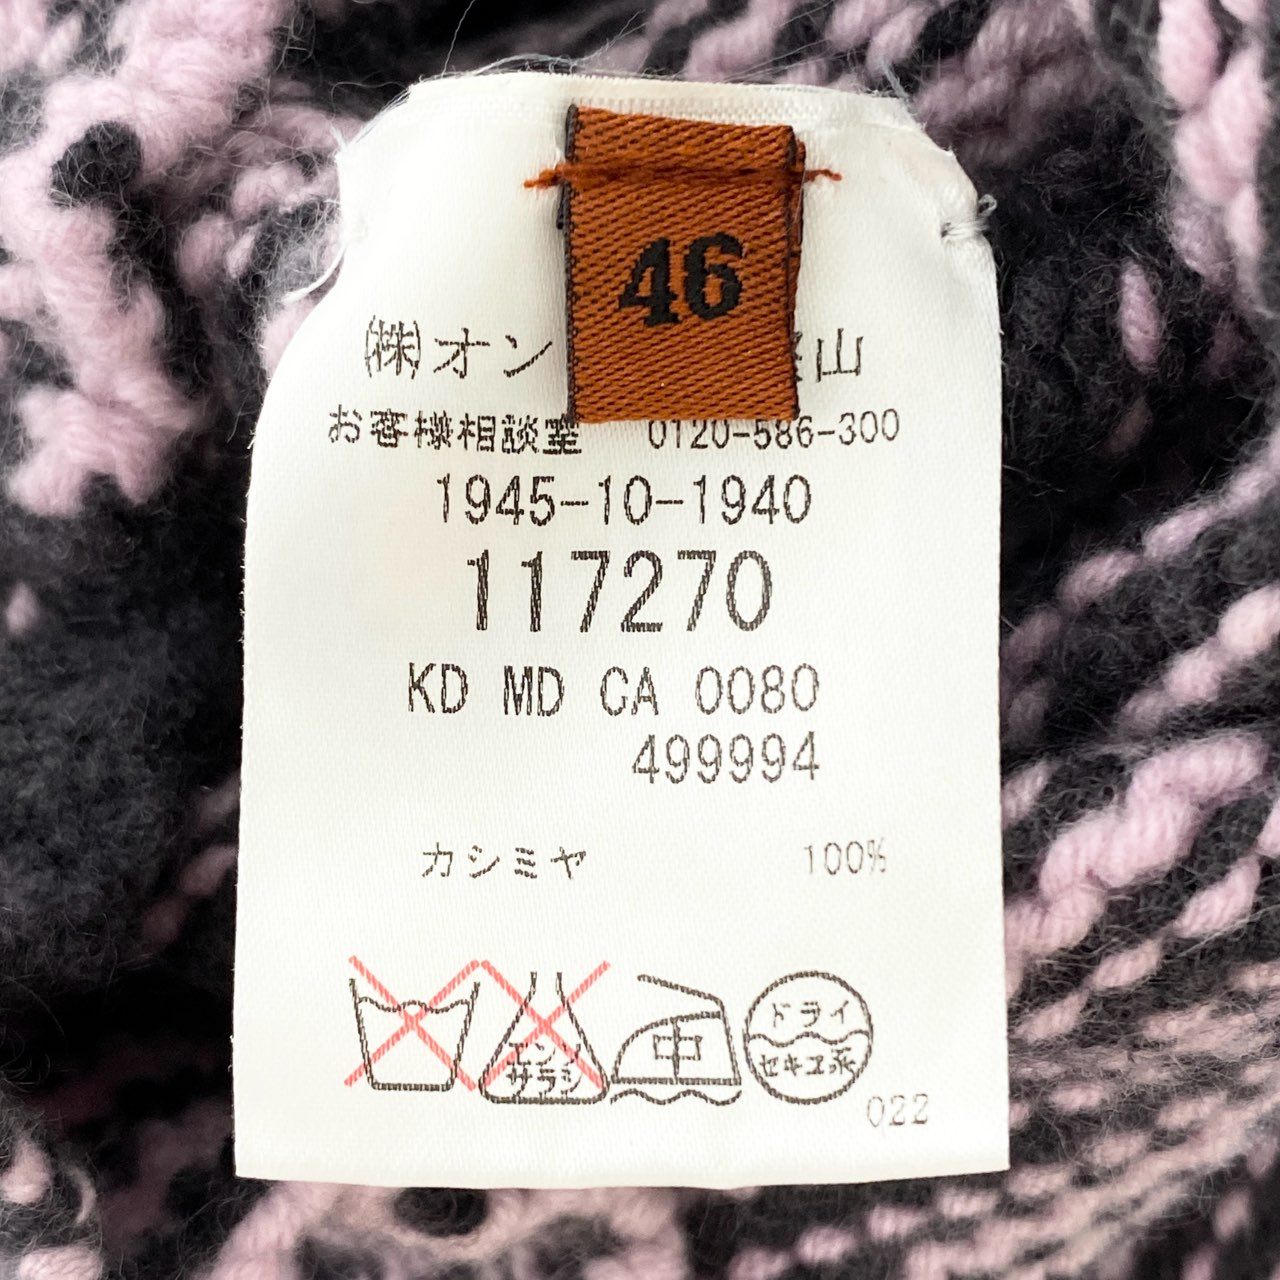 46
㈱オン 山
お客様相談室 0120-586-300
1945-10-1940
117270
KD MD CA 0080
499994
カシミヤ 100%
エンソ
サラシ
中
ドライ
セキユ系
022